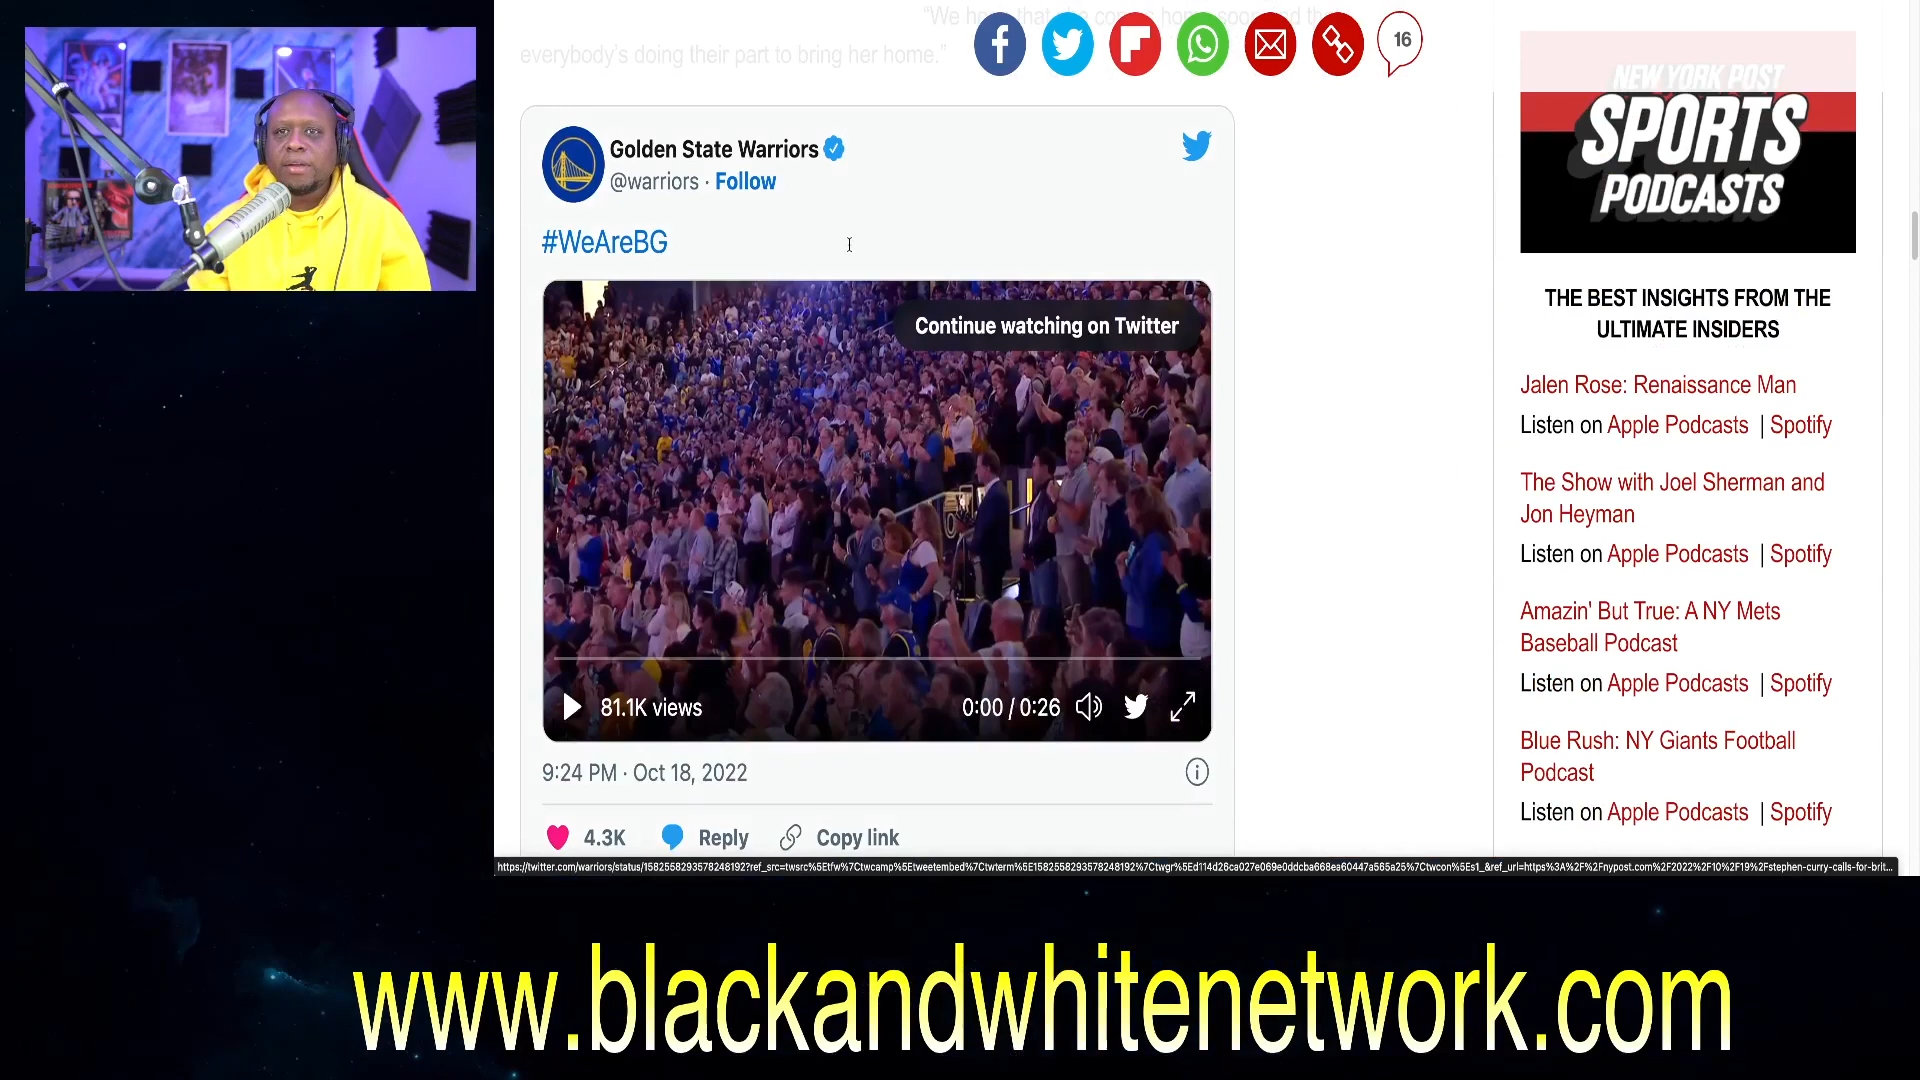 "We hope that she comes home soon and that
everybody's doing their part to bring her home."
16
Golden State Warriors
@warriors · Follow
#WeAreBG
Continue watching on Twitter
81.1K views
0:00 / 0:26
9:24 PM · Oct 18, 2022
4.3K
Reply
Copy link
NEW YORK POST
SPORTS
PODCASTS
THE BEST INSIGHTS FROM THE
ULTIMATE INSIDERS
Jalen Rose: Renaissance Man
Listen on Apple Podcasts | Spotify
The Show with Joel Sherman and
Jon Heyman
Listen on Apple Podcasts | Spotify
Amazin' But True: A NY Mets
Baseball Podcast
Listen on Apple Podcasts | Spotify
Blue Rush: NY Giants Football
Podcast
Listen on Apple Podcasts | Spotify
www.blackandwhitenetwork.com